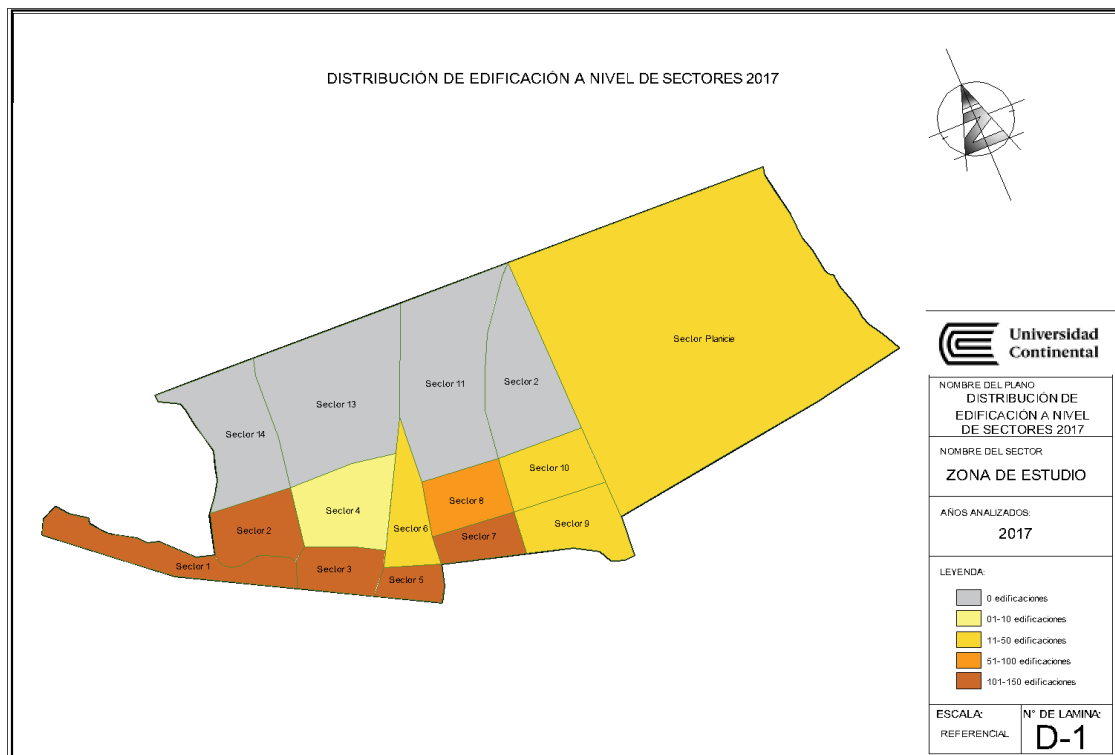 DISTRIBUCIÓN DE EDIFICACIÓN A NIVEL DE SECTORES 2017
Sector Planicie
Sector 11
Sector 2
Sector 13
Sector 14
Sector 10
Sector 8
Sector 4
Sector 9
Sector 6
Sector 2
Sector 7
Sector 1
Sector 3
Sector 5
Universidad
Continental
NOMBRE DEL PLANO
DISTRIBUCIÓN DE
EDIFICACIÓN A NIVEL
DE SECTORES 2017
NOMBRE DEL SECTOR
ZONA DE ESTUDIO
AÑOS ANALIZADOS:
2017
LEYENDA:
0 edificaciones
01-10 edificaciones
11-50 edificaciones
51-100 edificaciones
101-150 edificaciones
ESCALA:
REFERENCIAL
N° DE LAMINA:
D-1